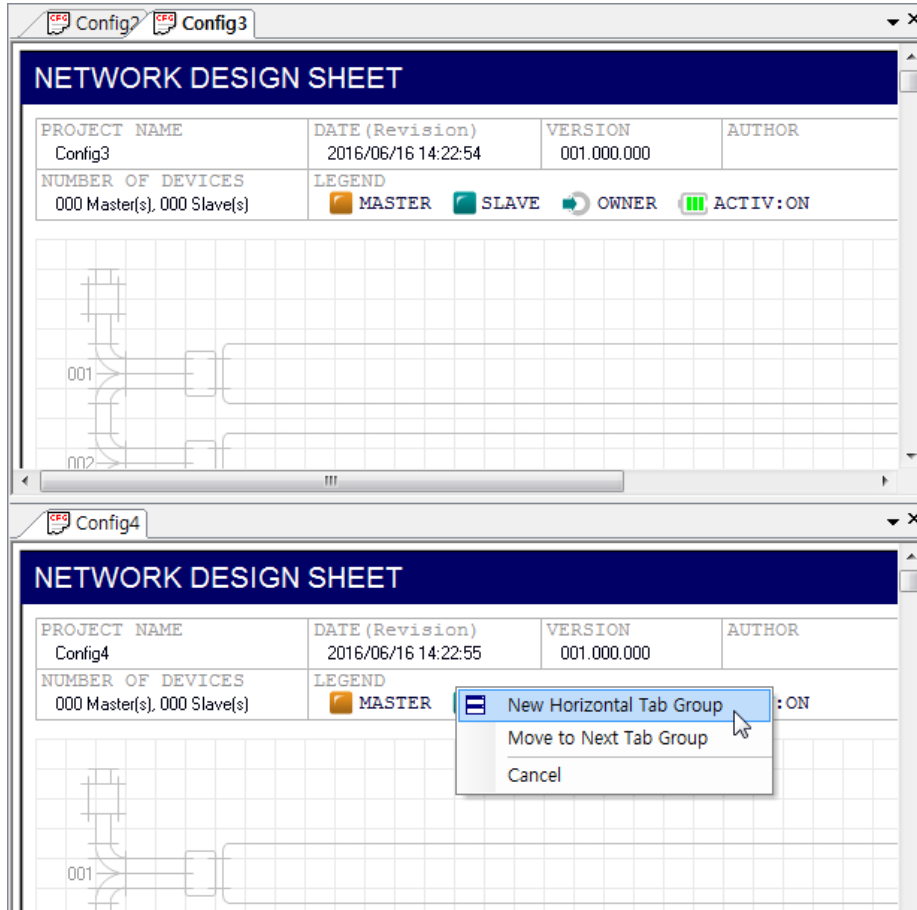 Config2 Config3
NETWORK DESIGN SHEET
PROJECT NAME DATE(Revision) VERSION AUTHOR
Config3 2016/06/16 14:22:54 001.000.000
NUMBER OF DEVICES LEGEND
000 Master(s), 000 Slave(s) MASTER SLAVE OWNER ACTIV:ON
001
002
Config4
NETWORK DESIGN SHEET
PROJECT NAME DATE(Revision) VERSION AUTHOR
Config4 2016/06/16 14:22:55 001.000.000
NUMBER OF DEVICES LEGEND
000 Master(s), 000 Slave(s) MASTER :ON
New Horizontal Tab Group
Move to Next Tab Group
Cancel
001